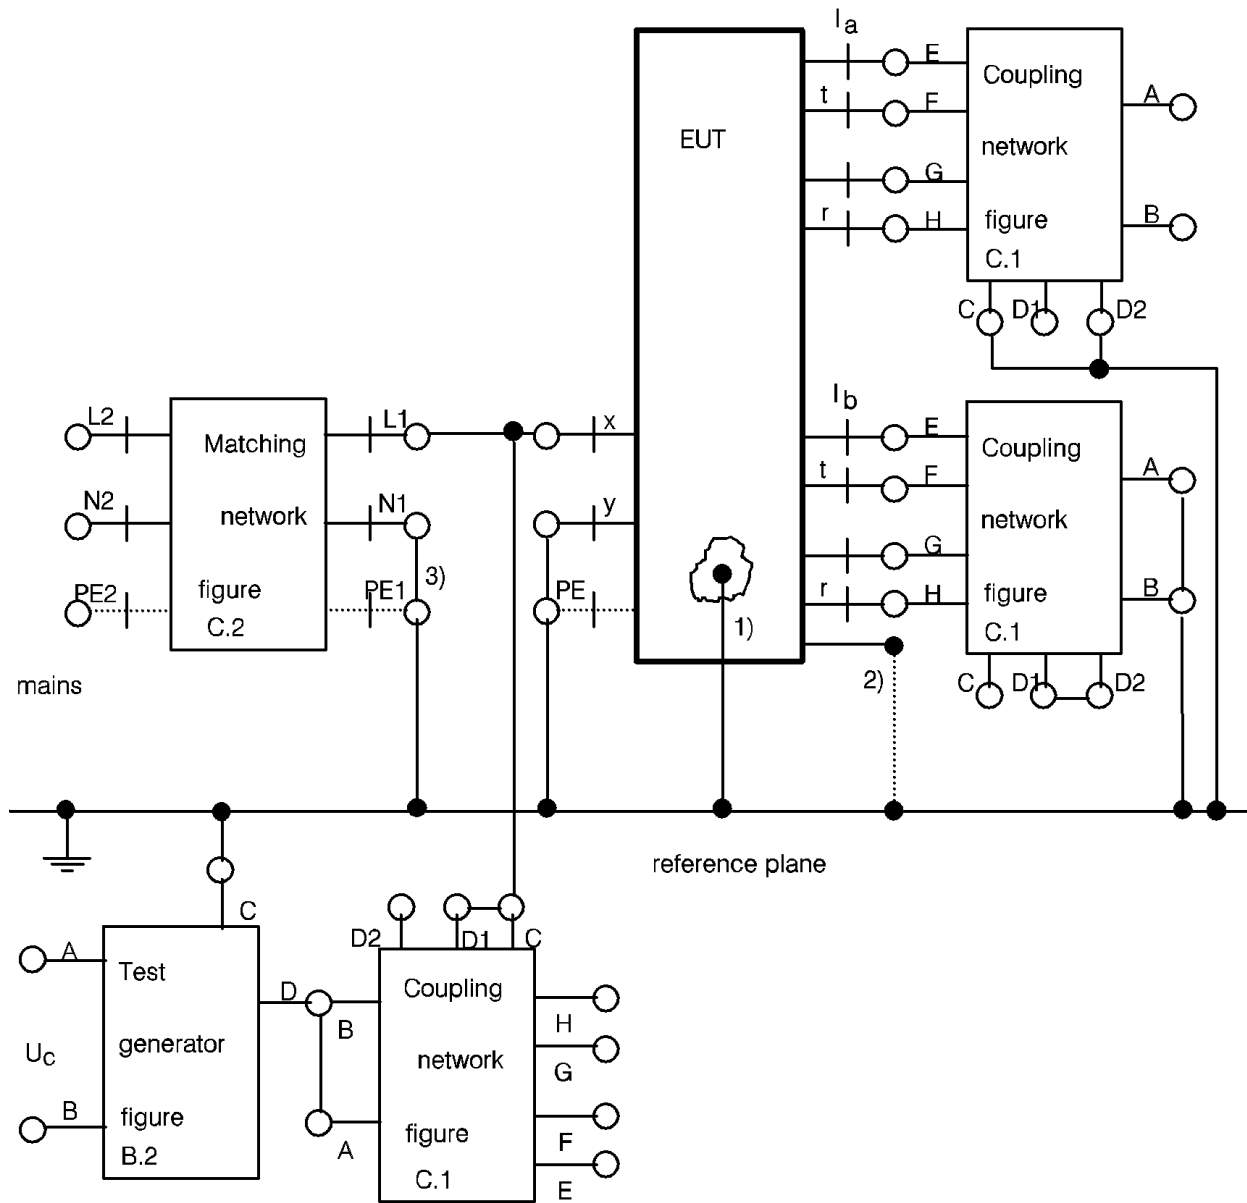 Ia
E
Coupling
A
t
F
EUT
network
G
B
r
H
figure
C.1
C
D1
D2
Ib
L2
L1
x
E
Matching
Coupling
A
t
F
N2
N1
y
network
network
G
3)
PE2
figure
PE1
PE
r
H
figure
B
C.2
1)
C.1
mains
2)
C
D1
D2
reference plane
C
D2
D1
C
A
Test
D
Coupling
B
H
Uc
generator
network
G
B
figure
A
figure
F
B.2
C.1
E